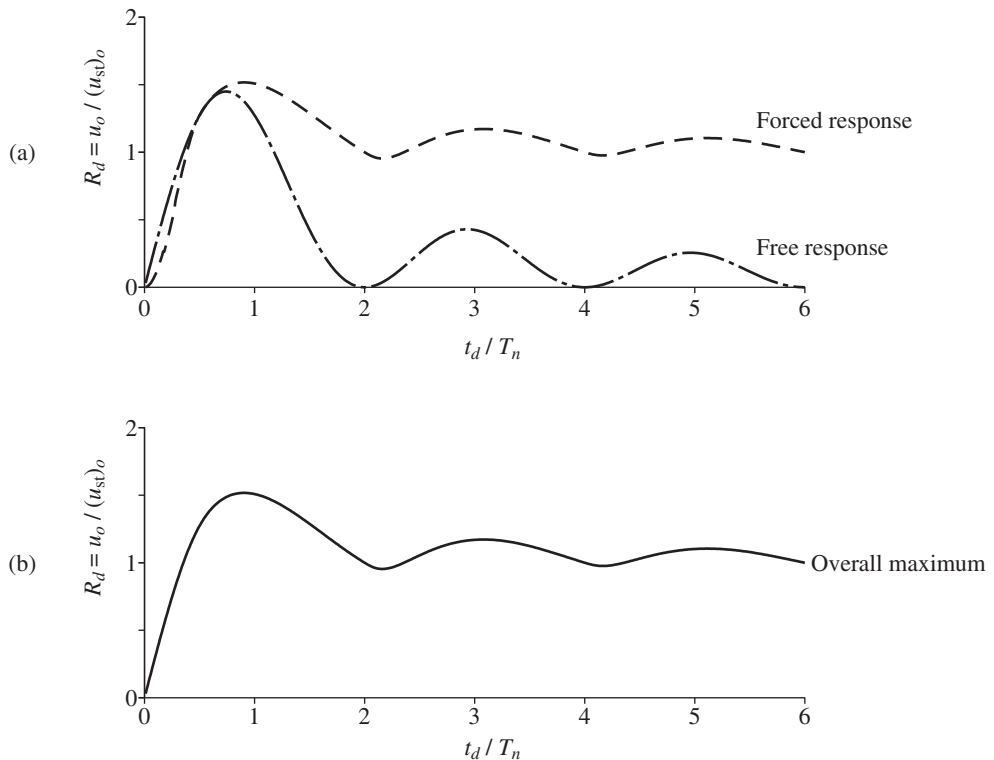 (a)
R_d = u_o / (u_st)_o
2
1
0
Forced response
Free response
0 1 2 3 4 5 6
t_d / T_n
(b)
R_d = u_o / (u_st)_o
2
1
0
Overall maximum
0 1 2 3 4 5 6
t_d / T_n